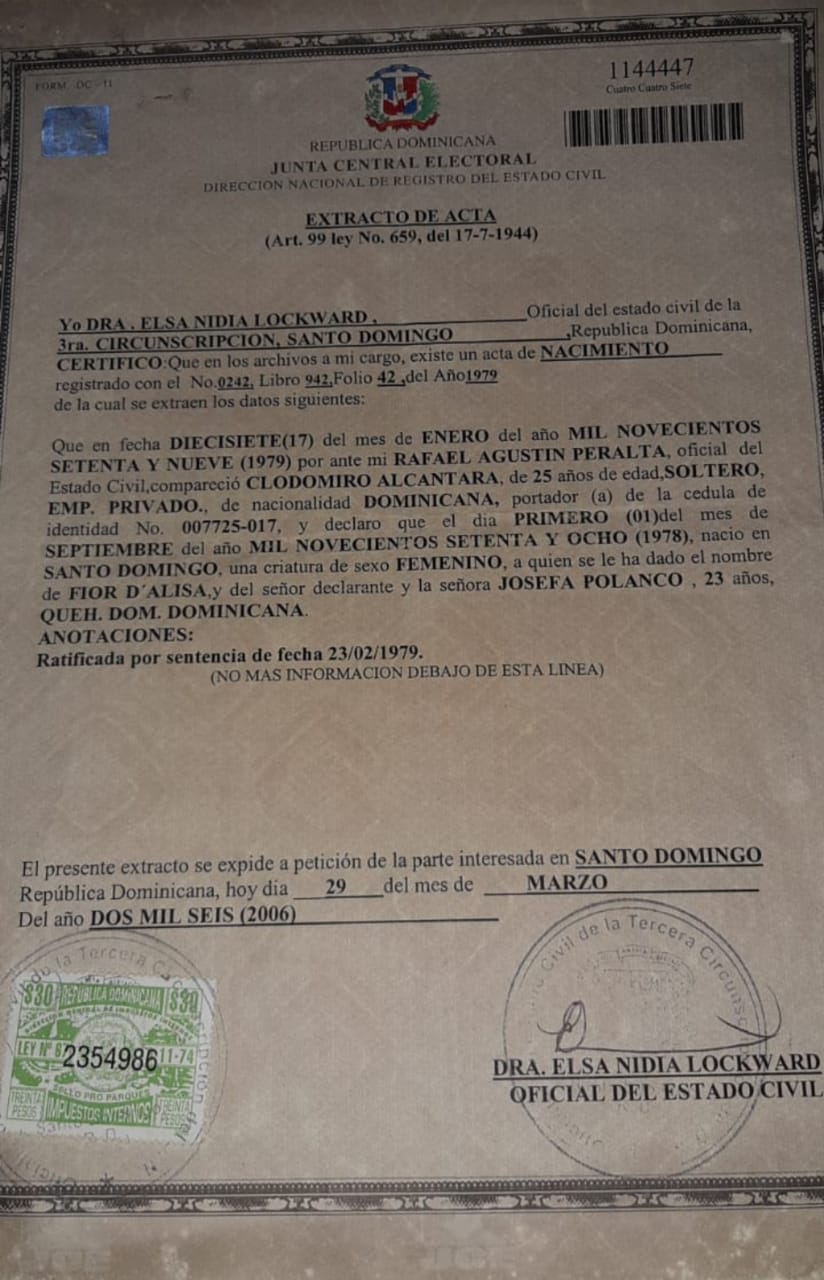 FORM. OC - 11
1144447
Cuatro Cuatro Siete
REPUBLICA DOMINICANA
JUNTA CENTRAL ELECTORAL
DIRECCION NACIONAL DE REGISTRO DEL ESTADO CIVIL
EXTRACTO DE ACTA
(Art. 99 ley No. 659, del 17-7-1944)
Yo DRA . ELSA NIDIA LOCKWARD , Oficial del estado civil de la
3ra. CIRCUNSCRIPCION, SANTO DOMINGO ,Republica Dominicana,
CERTIFICO:Que en los archivos a mi cargo, existe un acta de NACIMIENTO
registrado con el No.0242, Libro 942,Folio 42 ,del Año1979
de la cual se extraen los datos siguientes:
Que en fecha DIECISIETE(17) del mes de ENERO del año MIL NOVECIENTOS
SETENTA Y NUEVE (1979) por ante mi RAFAEL AGUSTIN PERALTA, oficial del
Estado Civil,compareció CLODOMIRO ALCANTARA, de 25 años de edad,SOLTERO,
EMP. PRIVADO., de nacionalidad DOMINICANA, portador (a) de la cedula de
identidad No. 007725-017, y declaro que el dia PRIMERO (01)del mes de
SEPTIEMBRE del año MIL NOVECIENTOS SETENTA Y OCHO (1978), nacio en
SANTO DOMINGO, una criatura de sexo FEMENINO, a quien se le ha dado el nombre
de FIOR D´ALISA,y del señor declarante y la señora JOSEFA POLANCO , 23 años,
QUEH. DOM. DOMINICANA.
ANOTACIONES:
Ratificada por sentencia de fecha 23/02/1979.
(NO MAS INFORMACION DEBAJO DE ESTA LINEA)
El presente extracto se expide a petición de la parte interesada en SANTO DOMINGO
República Dominicana, hoy dia 29 del mes de MARZO
Del año DOS MIL SEIS (2006)
Civil de la Tercera
$30 REPUBLICA DOMINICANA $30
LEY Nº 2354986 11-74
SELLO PRO PARQUES
TREINTA PESOS IMPUESTOS INTERNOS TREINTA PESOS
DRA. ELSA NIDIA LOCKWARD
OFICIAL DEL ESTADO CIVIL
JCE JCE